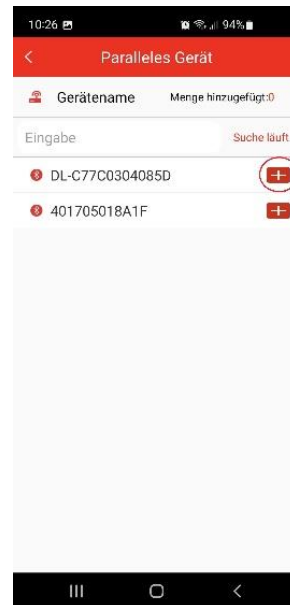 10:26 94%
Paralleles Gerät
Gerätename Menge hinzugefügt:0
Eingabe Suche läuft
DL-C77C0304085D
401705018A1F